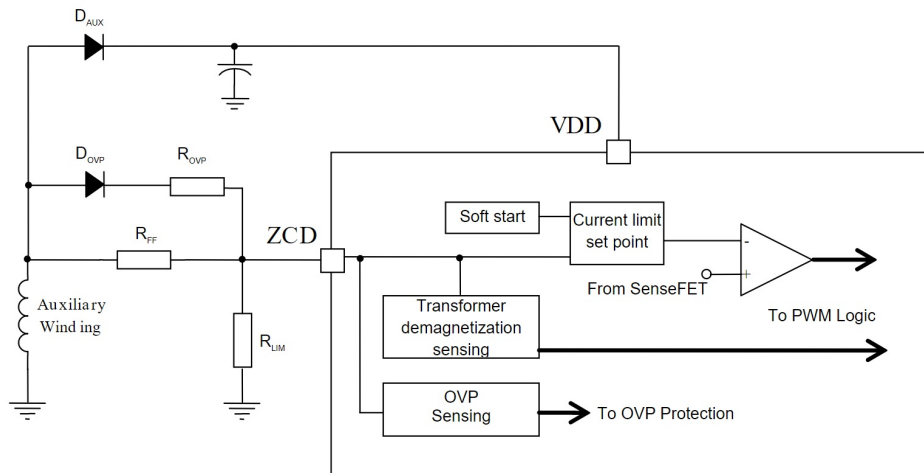 DAUX
VDD
DOVP
ROVP
Soft start
Current limit
set point
ZCD
RFF
-
+
From SenseFET
Auxiliary
Winding
Transformer
demagnetization
sensing
To PWM Logic
RLIM
OVP
Sensing
To OVP Protection